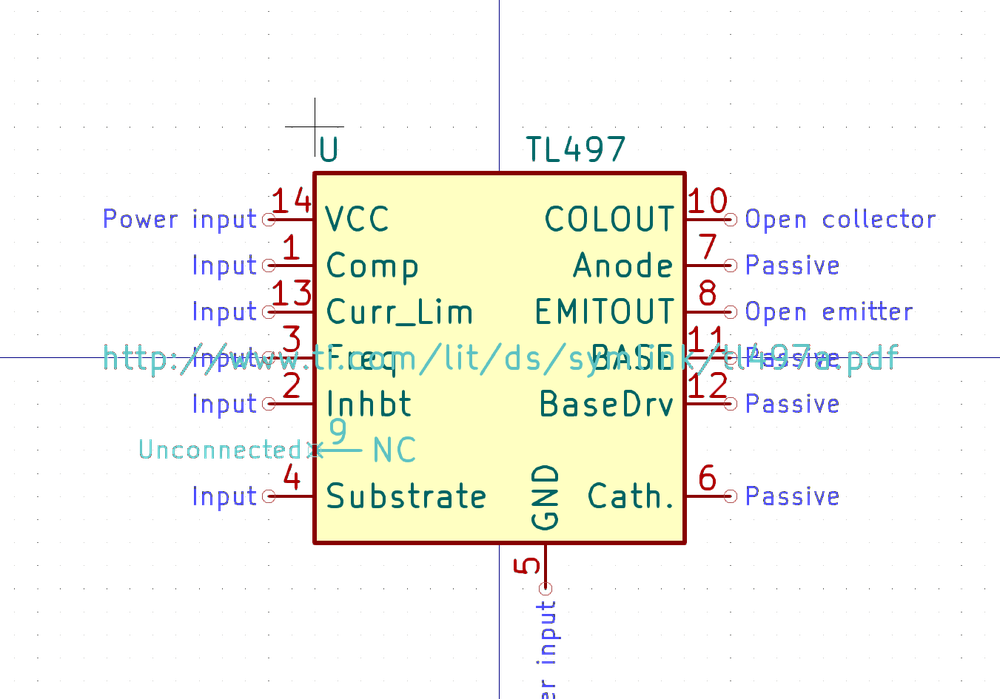 U TL497
Power input 14 VCC COLOUT 10 Open collector
Input 1 Comp Anode 7 Passive
Input 13 Curr_Lim EMITOUT 8 Open emitter
Input 3 Freq BASE 11 Passive
http://www.ti.com/lit/ds/symlink/tl497a.pdf
Input 2 Inhbt BaseDrv 12 Passive
Unconnected 9 NC
Input 4 Substrate GND Cath. 6 Passive
5
er input